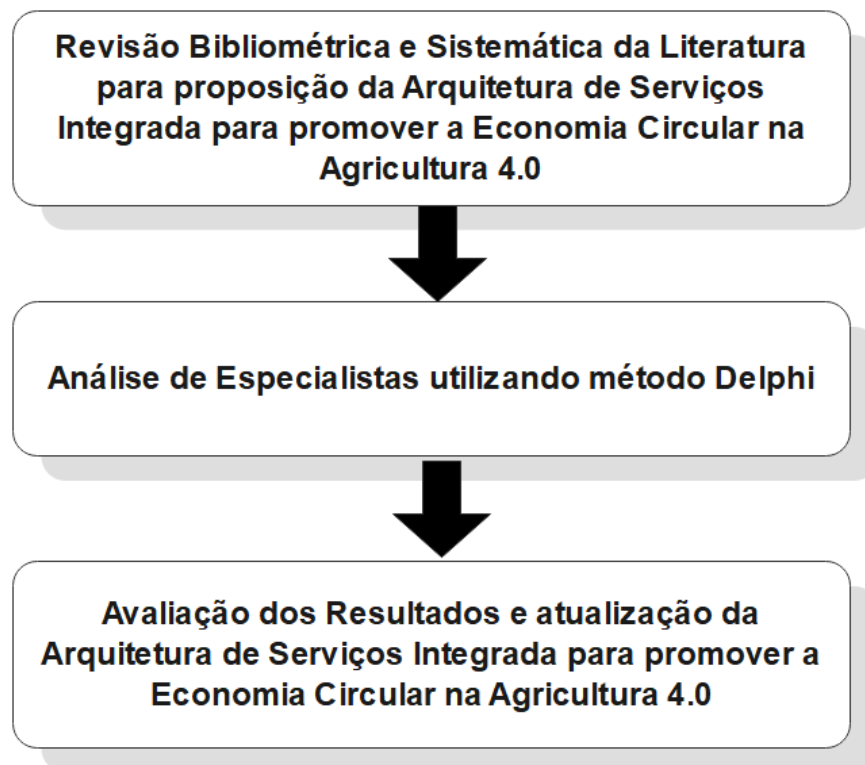 Revisão Bibliométrica e Sistemática da Literatura
para proposição da Arquitetura de Serviços
Integrada para promover a Economia Circular na
Agricultura 4.0
Análise de Especialistas utilizando método Delphi
Avaliação dos Resultados e atualização da
Arquitetura de Serviços Integrada para promover a
Economia Circular na Agricultura 4.0